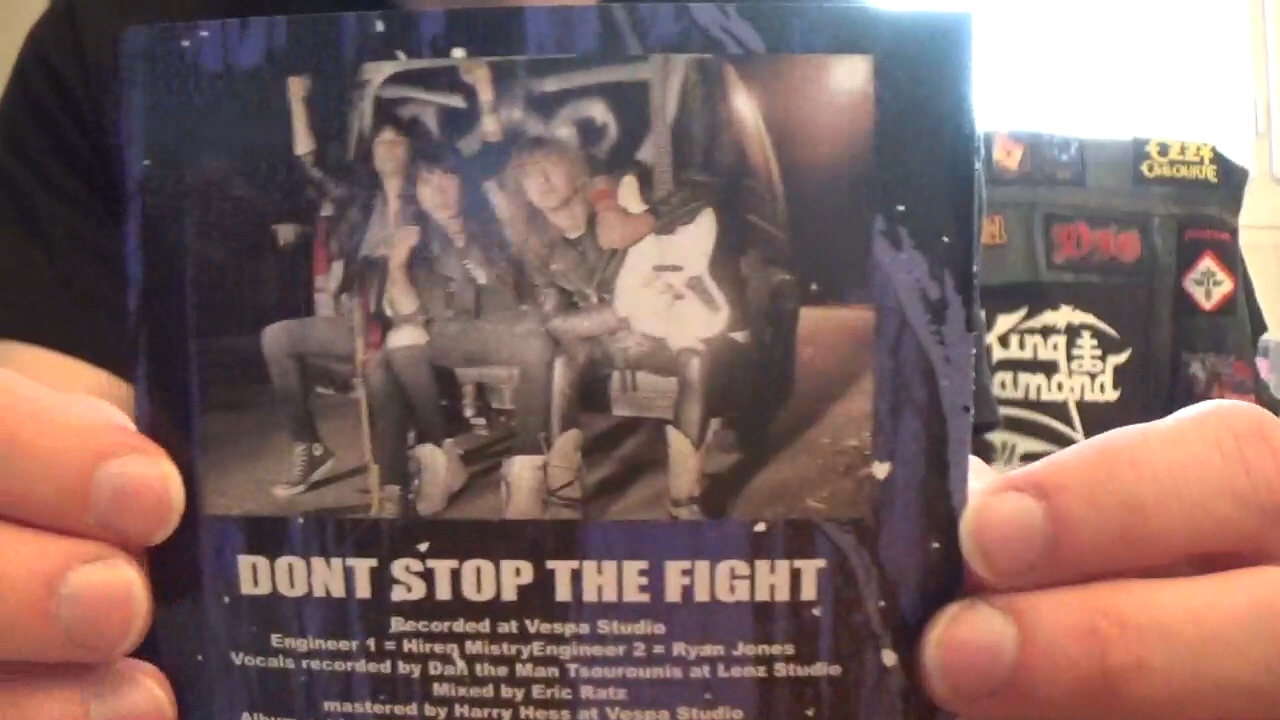 OZZY
OSBOURNE
DIO
King
Diamond
DONT STOP THE FIGHT
Recorded at Vespa Studio
Engineer 1 = Hiren MistryEngineer 2 = Ryan Jones
Vocals recorded by Dan the Man Tsourounis at Lenz Studio
Mixed by Eric Ratz
mastered by Harry Hess at Vespa Studio